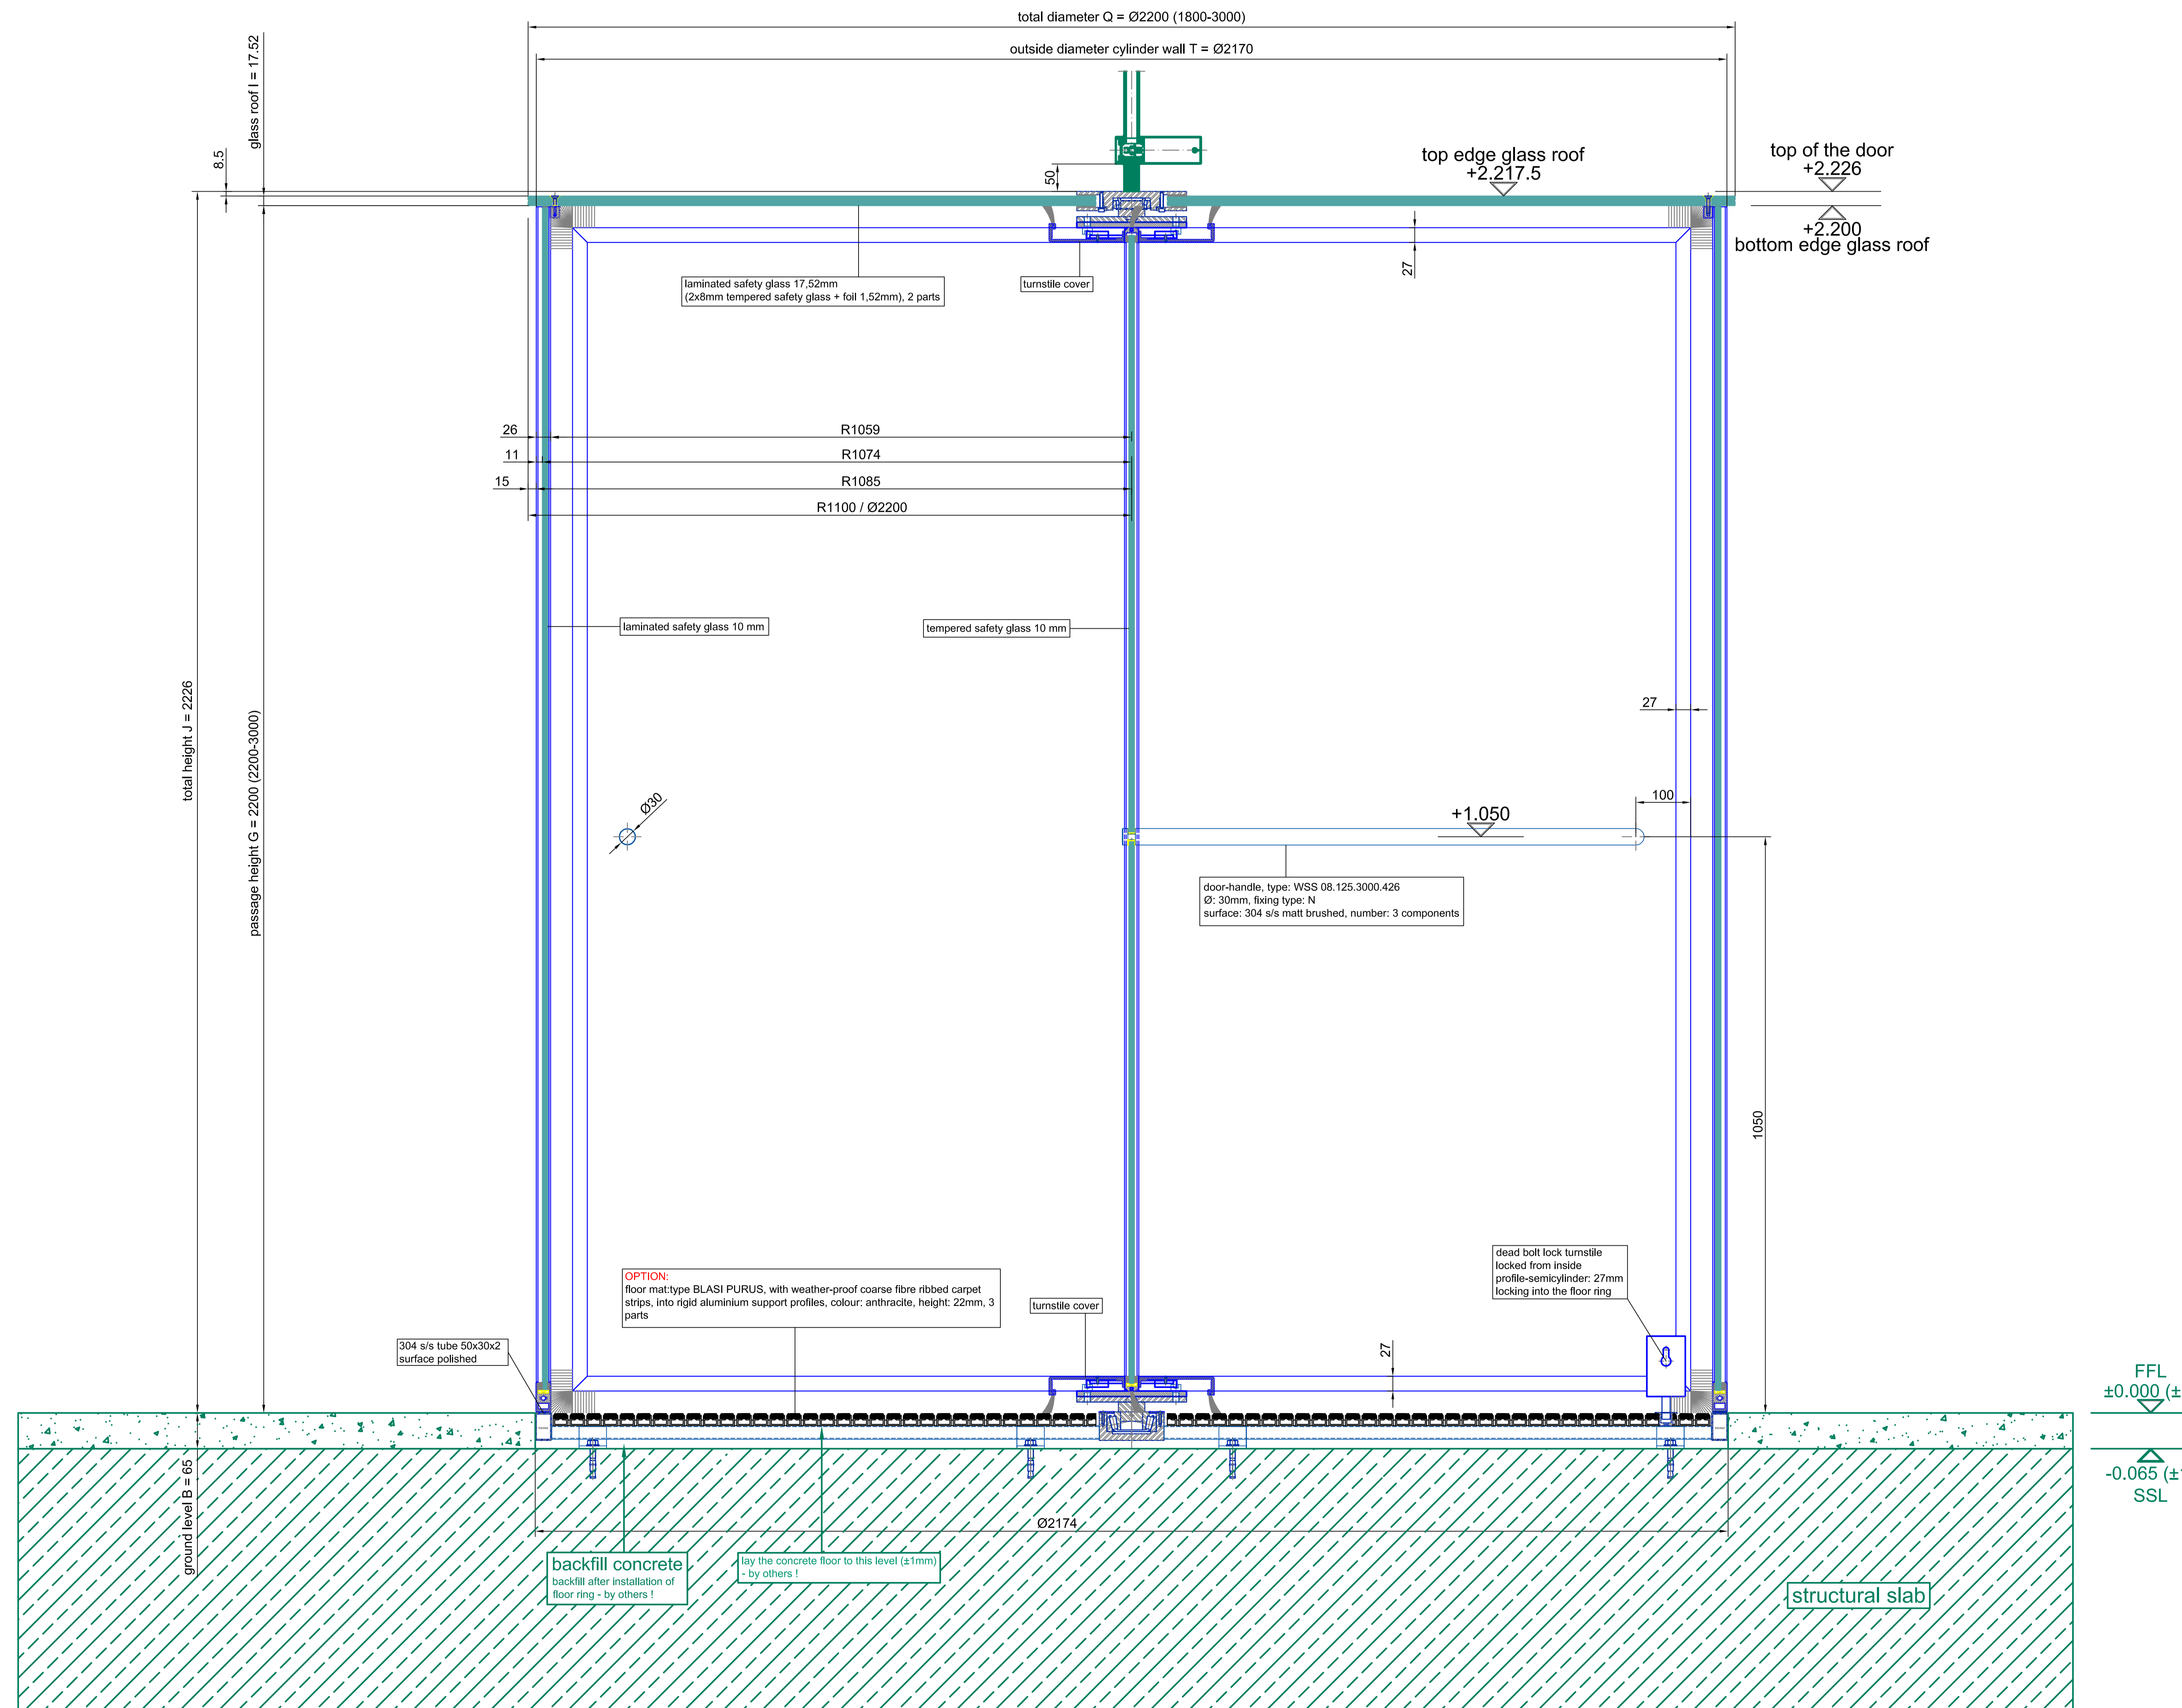 total diameter Q = Ø2200 (1800-3000)
outside diameter cylinder wall T = Ø2170
glass roof I = 17.52
8.5
50
top edge glass roof
+2.217.5
top of the door
+2.226
+2.200
bottom edge glass roof
27
laminated safety glass 17,52mm
(2x8mm tempered safety glass + foil 1,52mm), 2 parts
turnstile cover
26
R1059
11
R1074
15
R1085
R1100 / Ø2200
laminated safety glass 10 mm
tempered safety glass 10 mm
total height J = 2226
passage height G = 2200 (2200-3000)
27
100
Ø30
+1.050
door-handle, type: WSS 08.125.3000.426
Ø: 30mm, fixing type: N
surface: 304 s/s matt brushed, number: 3 components
1050
dead bolt lock turnstile
locked from inside
profile-semicylinder: 27mm
locking into the floor ring
OPTION:
floor mat:type BLASI PURUS, with weather-proof coarse fibre ribbed carpet
strips, into rigid aluminium support profiles, colour: anthracite, height: 22mm, 3
parts
turnstile cover
27
304 s/s tube 50x30x2
surface polished
FFL
±0.000 (±
-0.065 (±
SSL
ground level B = 65
Ø2174
backfill concrete
backfill after installation of
floor ring - by others !
lay the concrete floor to this level (±1mm)
- by others !
structural slab